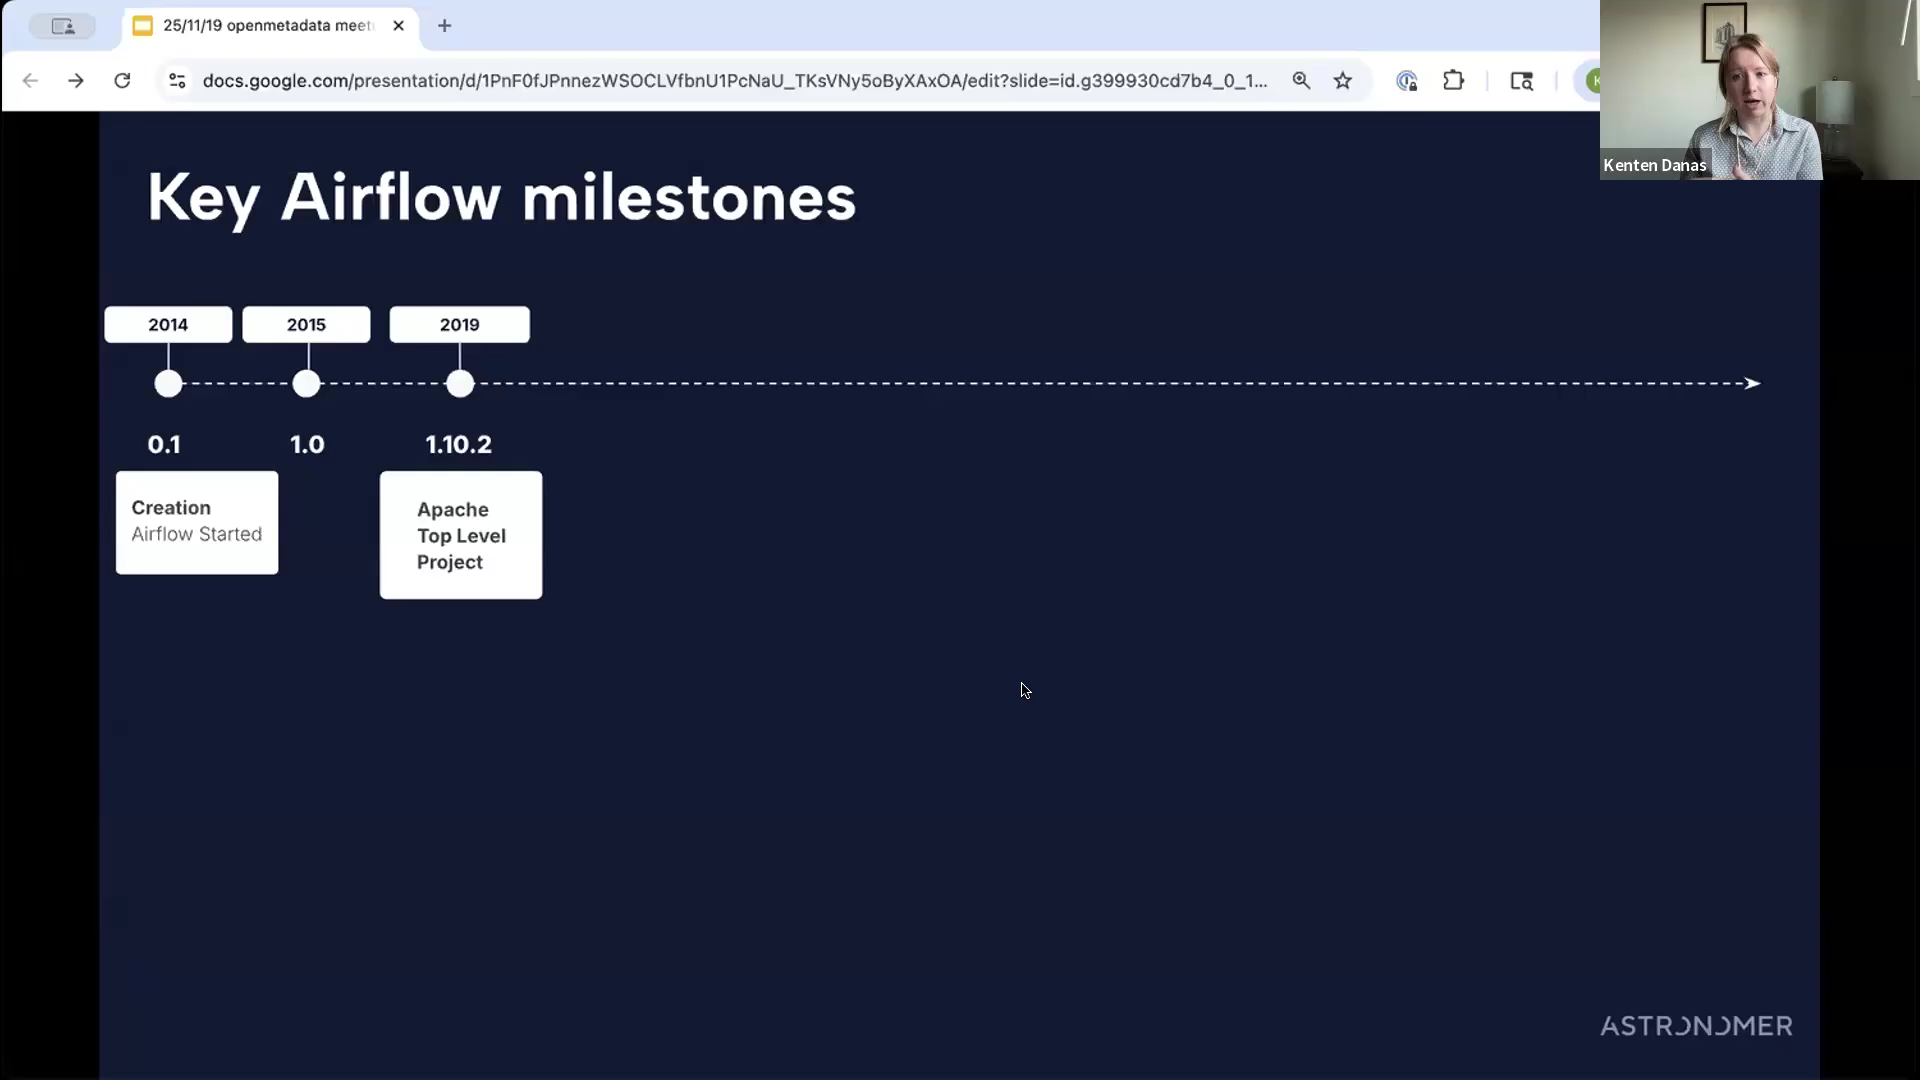 25/11/19 openmetadata meet
docs.google.com/presentation/d/1PnF0fJPnnezWSOCLVfbnU1PcNaU_TKsVNy5oByXAxOA/edit?slide=id.g399930cd7b4_0_1...
K
Kenten Danas
Key Airflow milestones
2014 2015 2019
0.1 1.0 1.10.2
Creation
Airflow Started
Apache
Top Level
Project
ASTRONOMER